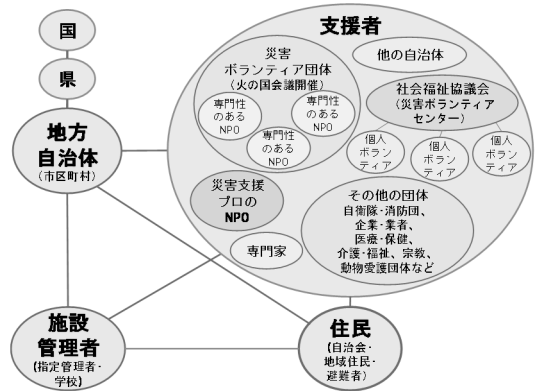 国
県
地方
自治体
(市区町村)
支援者
災害
ボランティア団体
(火の国会議開催)
専門性
のある
NPO
専門性
のある
NPO
専門性
のある
NPO
他の自治体
社会福祉協議会
(災害ボランティア
センター)
個人
ボラン
ティア
個人
ボラン
ティア
個人
ボラン
ティア
災害支援
プロの
NPO
専門家
その他の団体
自衛隊・消防団、
企業・業者、
医療・保健、
介護・福祉、宗教、
動物愛護団体など
施設
管理者
(指定管理者・
学校)
住民
(自治会・
地域住民・
避難者)